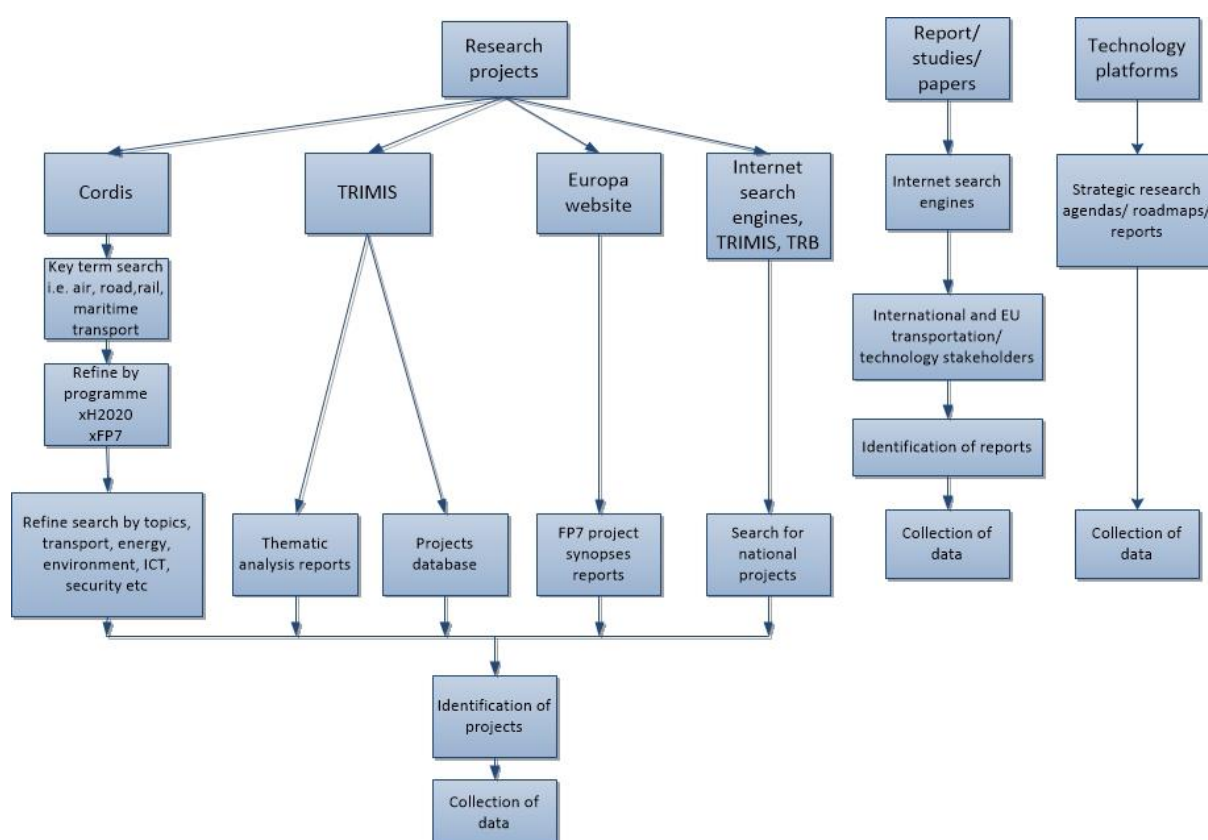 Research
projects
Report/
studies/
papers
Technology
platforms
Cordis
TRIMIS
Europa
website
Internet
search
engines,
TRIMIS, TRB
Internet search
engines
Strategic research
agendas/ roadmaps/
reports
Key term search
i.e. air, road,rail,
maritime
transport
International and EU
transportation/
technology stakeholders
Refine by
programme
xH2020
xFP7
Identification of reports
Refine search by topics,
transport, energy,
environment, ICT,
security etc
Thematic
analysis reports
Projects
database
FP7 project
synopses
reports
Search for
national
projects
Collection of
data
Collection of
data
Identification of
projects
Collection of
data